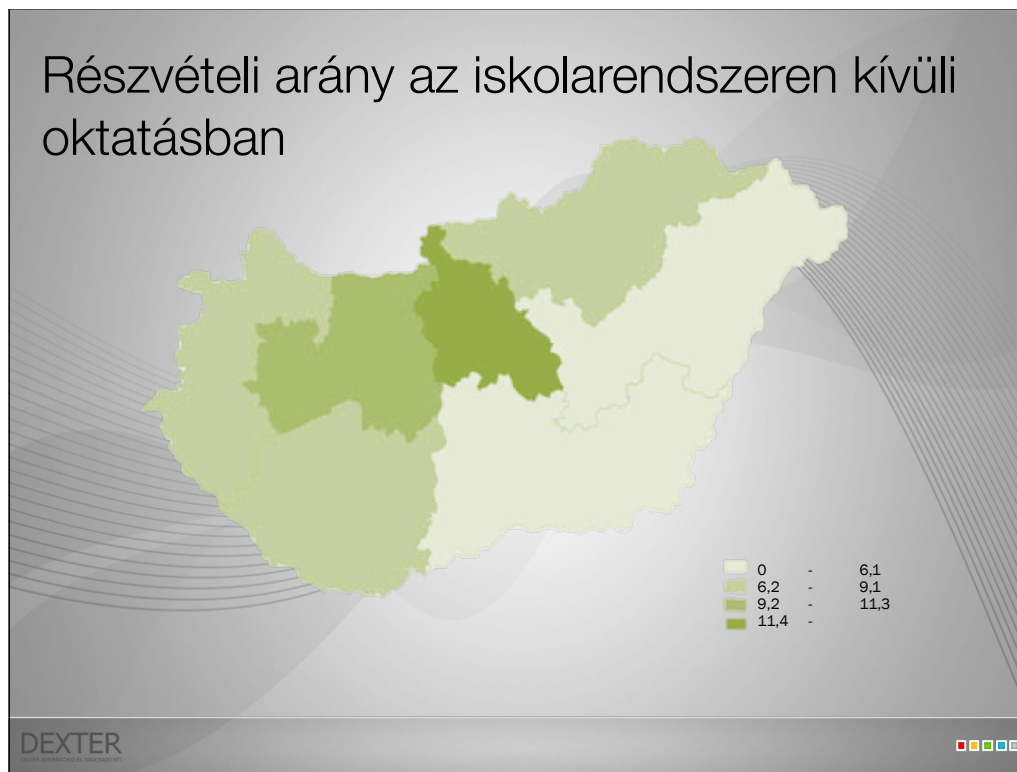 Részvételi arány az iskolarendszeren kívüli
oktatásban
0 - 6,1
6,2 - 9,1
9,2 - 11,3
11,4 -
DEXTER